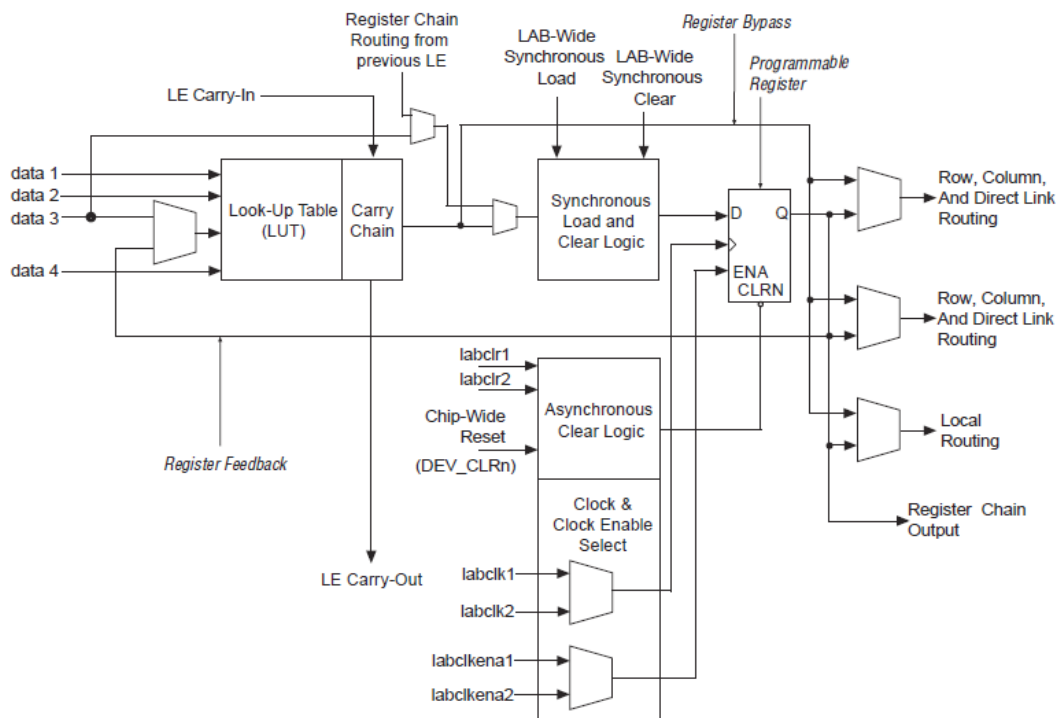 Register Chain
Routing from
previous LE
LAB-Wide
Synchronous
Load
LAB-Wide
Synchronous
Clear
Register Bypass
Programmable
Register
LE Carry-In
data 1
data 2
data 3
data 4
Look-Up Table
(LUT)
Carry
Chain
Synchronous
Load and
Clear Logic
D
Q
ENA
CLRN
Row, Column,
And Direct Link
Routing
Row, Column,
And Direct Link
Routing
Local
Routing
Register Chain
Output
Register Feedback
labclr1
labclr2
Chip-Wide
Reset
(DEV_CLRn)
Asynchronous
Clear Logic
Clock &
Clock Enable
Select
LE Carry-Out
labclk1
labclk2
labclkena1
labclkena2